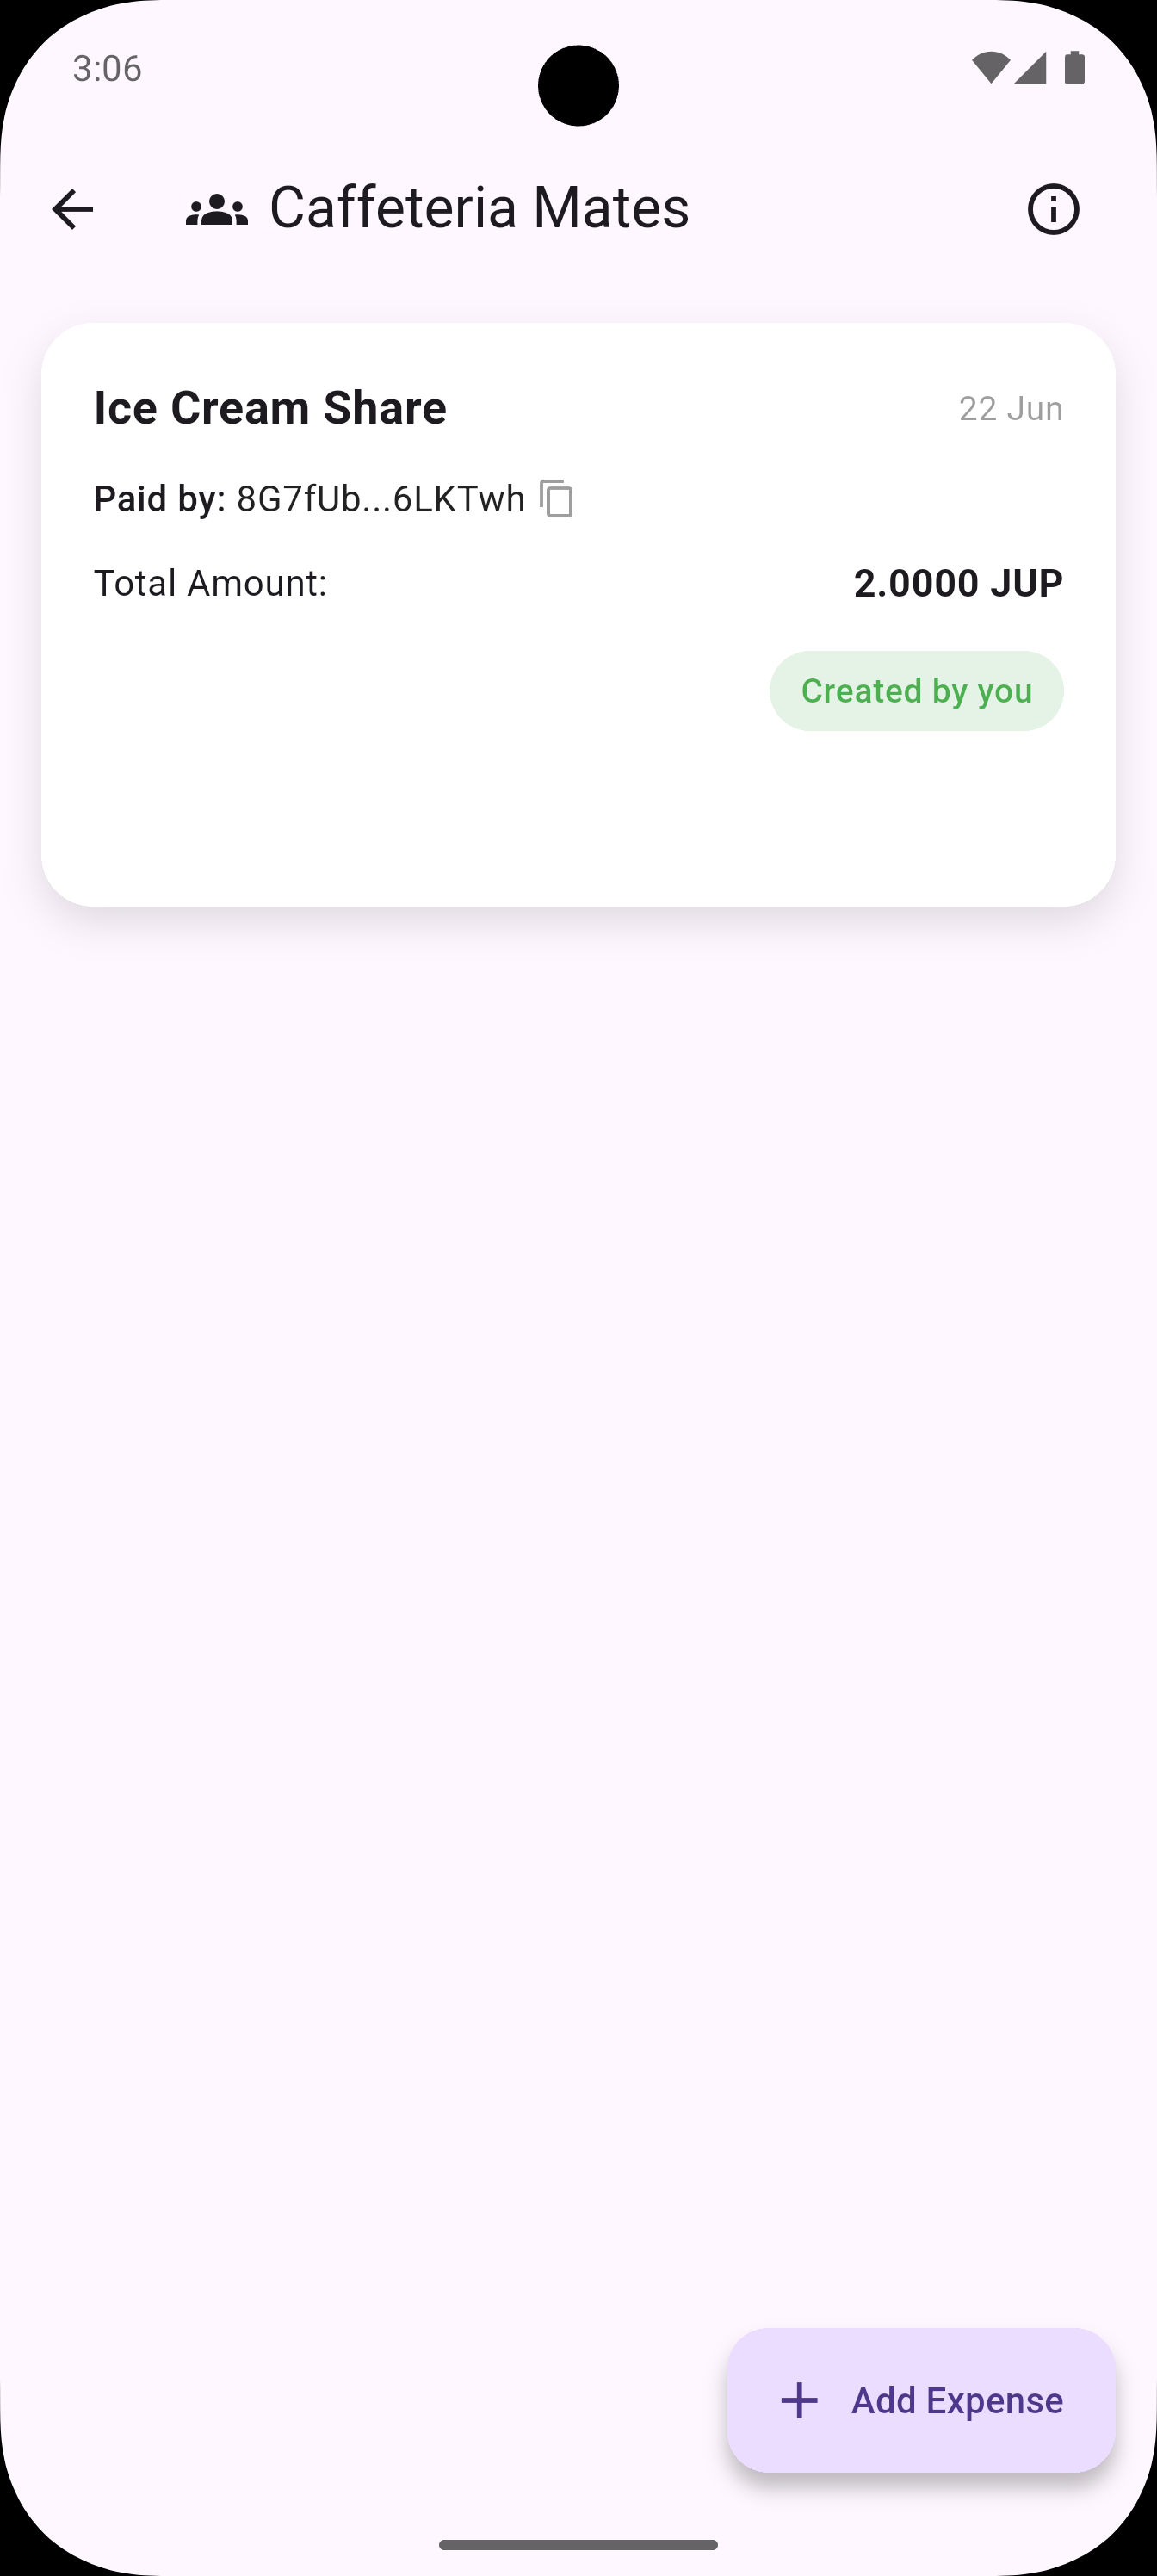 3:06
Caffeteria Mates
Ice Cream Share
22 Jun
Paid by: 8G7fUb...6LKTwh
Total Amount:
2.0000 JUP
Created by you
Add Expense